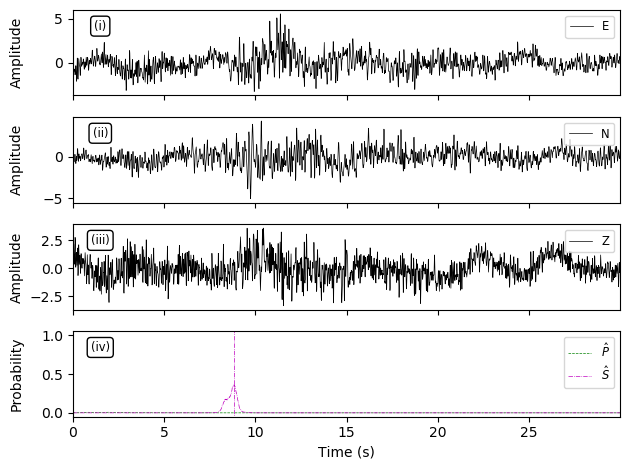 (i)
E
Amplitude
5
0
(ii)
N
Amplitude
0
−5
(iii)
Z
Amplitude
2.5
0.0
−2.5
(iv)
P̂
Ŝ
Probability
1.0
0.5
0.0
0 5 10 15 20 25
Time (s)